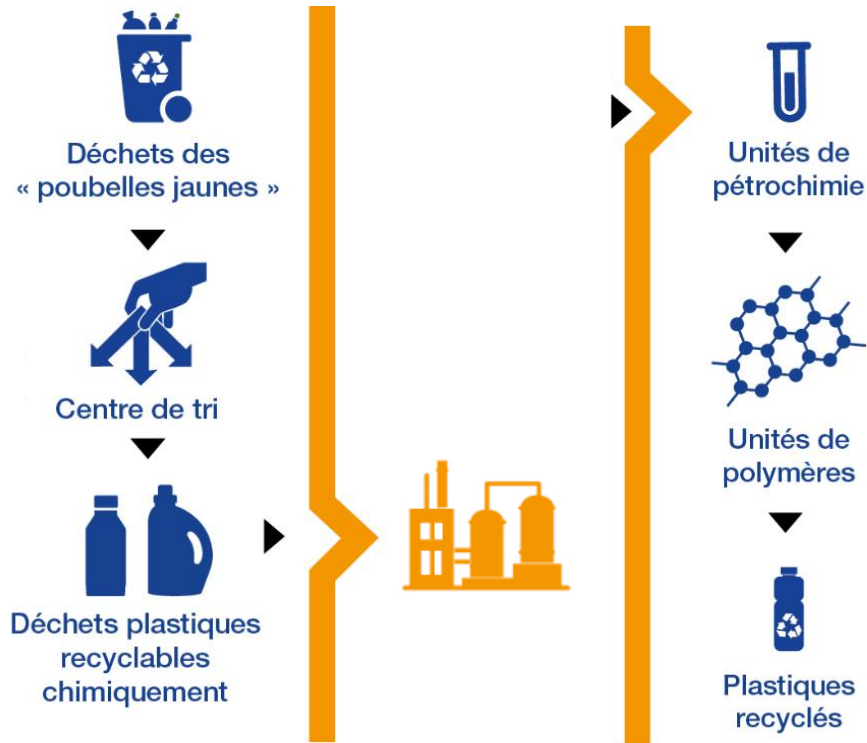 Déchets des
« poubelles jaunes »
Centre de tri
Déchets plastiques
recyclables
chimiquement
Unités de
pétrochimie
Unités de
polymères
Plastiques
recyclés